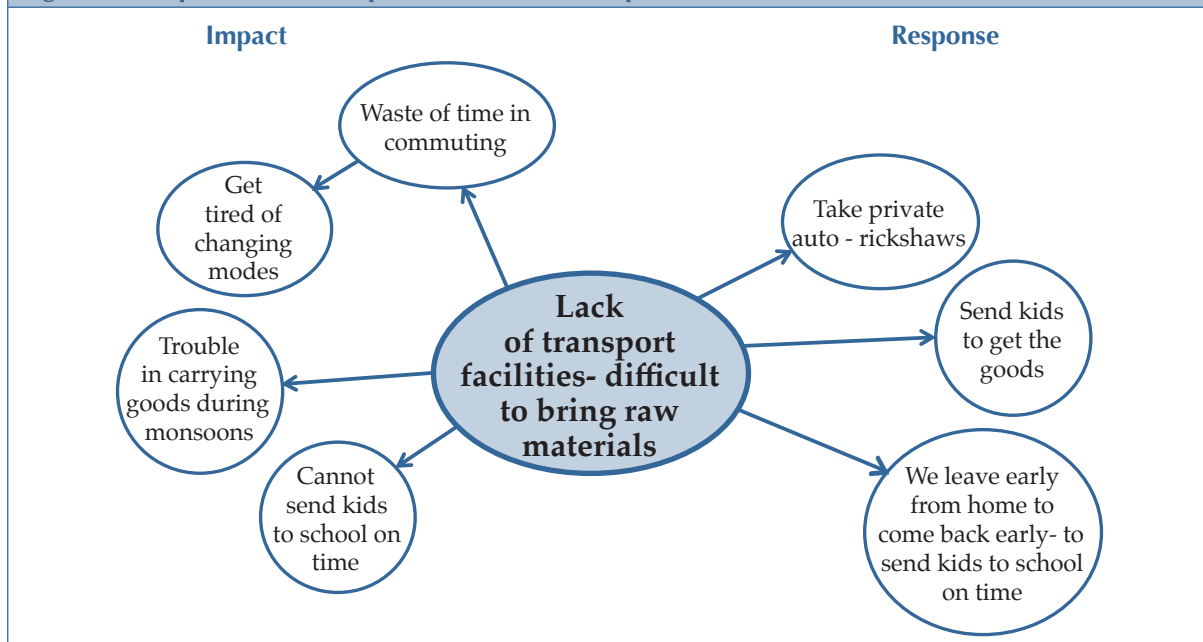 Impact
Response
Waste of time in
commuting
Get
tired of
changing
modes
Trouble
in carrying
goods during
monsoons
Cannot
send kids
to school on
time
Lack
of transport
facilities- difficult
to bring raw
materials
Take private
auto - rickshaws
Send kids
to get the
goods
We leave early
from home to
come back early- to
send kids to school
on time